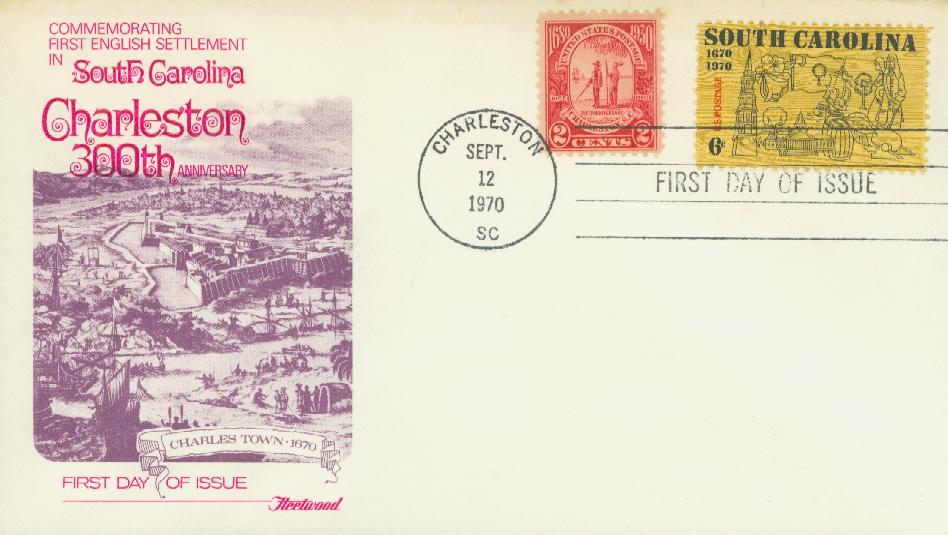 COMMEMORATING
FIRST ENGLISH SETTLEMENT
IN South Carolina
Charleston
300th ANNIVERSARY
CHARLES TOWN · 1670
FIRST DAY OF ISSUE
Fleetwood
CHARLESTON
SEPT.
12
1970
SC
1680 1930
UNITED STATES POSTAGE
2 CENTS 2
SOUTH CAROLINA
1670
1970
U.S. POSTAGE
6c
FIRST DAY OF ISSUE